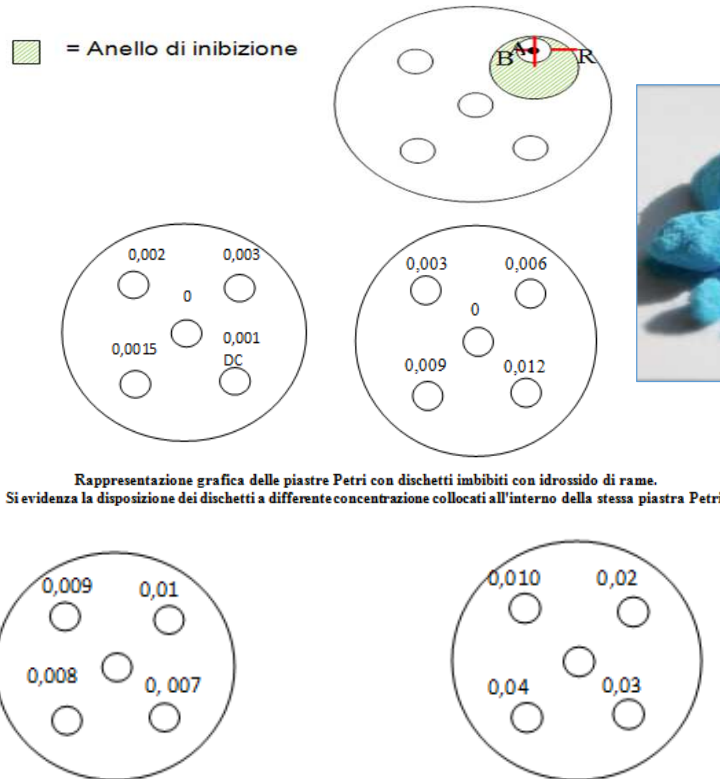 = Anello di inibizione
B A R
0,002 0,003
0
0,0015 0,001
DC
0,003 0,006
0
0,009 0,012
Rappresentazione grafica delle piastre Petri con dischetti imbibiti con idrossido di rame.
Si evidenza la disposizione dei dischetti a differente concentrazione collocati all'interno della stessa piastra Petri
0,009 0,01
0,008 0, 007
0,010 0,02
0,04 0,03